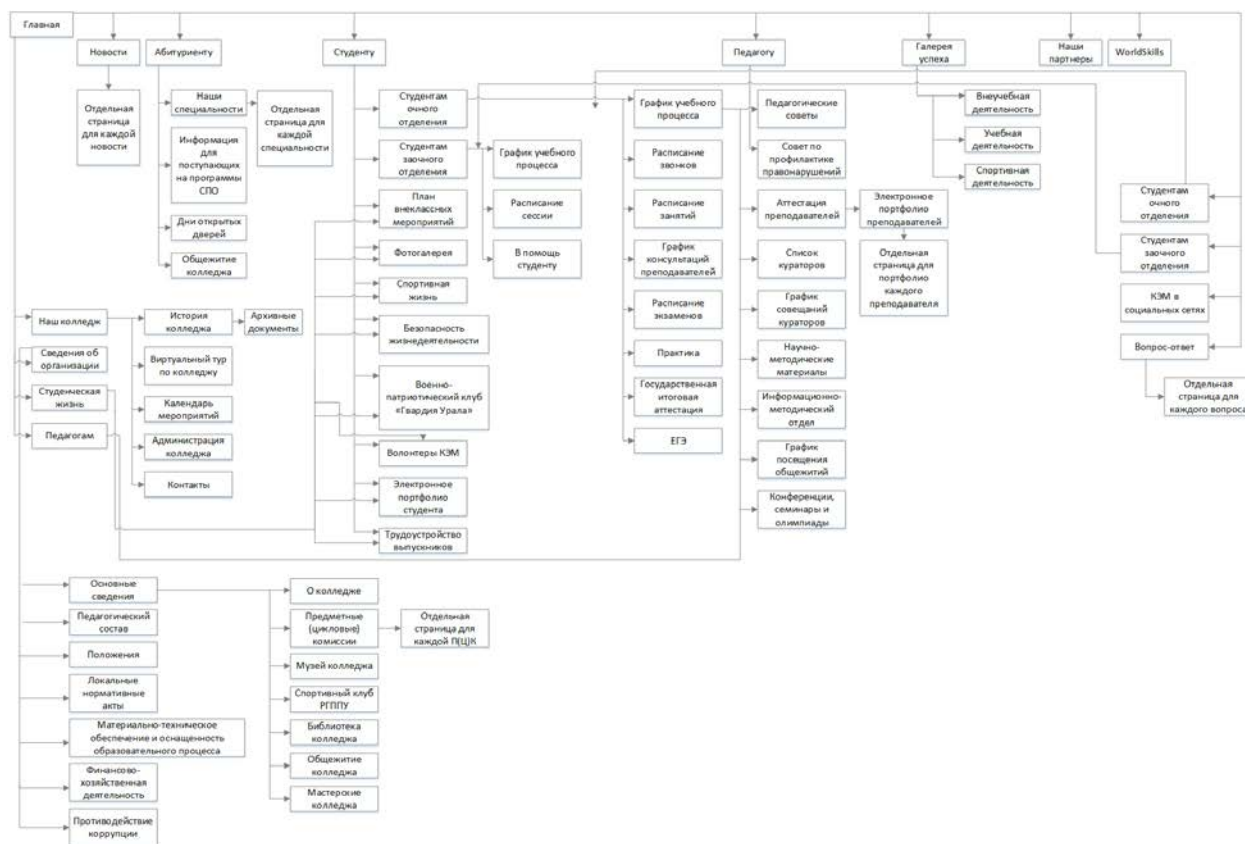 Главная
Новости
Абитуриенту
Студенту
Педагогу
Галерея
успеха
Наши
партнеры
WorldSkills
Отдельная
страница
для каждой
новости
Наши
специальности
Отдельная
страница для
каждой
специальности
Информация
для
поступающих
на программы
СПО
Дни открытых
дверей
Общежитие
колледжа
Студентам
очного
отделения
Студентам
заочного
отделения
План
внеклассных
мероприятий
Фотогалерея
Спортивная
жизнь
Безопасность
жизнедеятельности
Военно-
патриотический клуб
«Гвардия Урала»
Волонтеры КЭМ
Электронное
портфолио
студента
Трудоустройство
выпускников
График учебного
процесса
Расписание
сессии
В помощь
студенту
График учебного
процесса
Расписание
звонков
Расписание
занятий
График
консультаций
преподавателей
Расписание
экзаменов
Практика
Государственная
итоговая
аттестация
ЕГЭ
Педагогические
советы
Совет по
профилактике
правонарушений
Аттестация
преподавателей
Список
кураторов
График
совещаний
кураторов
Научно-
методические
материалы
Информационно-
методический
отдел
График
посещения
общежитий
Конференции,
семинары и
олимпиады
Электронное
портфолио
преподавателей
Отдельная
страница для
портфолио
каждого
преподавателя
Внеучебная
деятельность
Учебная
деятельность
Спортивная
деятельность
Студентам
очного
отделения
Студентам
заочного
отделения
КЭМ в
социальных сетях
Вопрос-ответ
Отдельная
страница для
каждого вопроса
Наш колледж
Сведения об
организации
Студенческая
жизнь
Педагогам
История
колледжа
Архивные
документы
Виртуальный тур
по колледжу
Календарь
мероприятий
Администрация
колледжа
Контакты
Основные
сведения
Педагогический
состав
Положения
Локальные
нормативные
акты
Материально-техническое
обеспечение и оснащенность
образовательного процесса
Финансово-
хозяйственная
деятельность
Противодействие
коррупции
О колледже
Предметные
(цикловые)
комиссии
Отдельная
страница для
каждой П(Ц)К
Музей колледжа
Спортивный клуб
РГППУ
Библиотека
колледжа
Общежитие
колледжа
Мастерские
колледжа